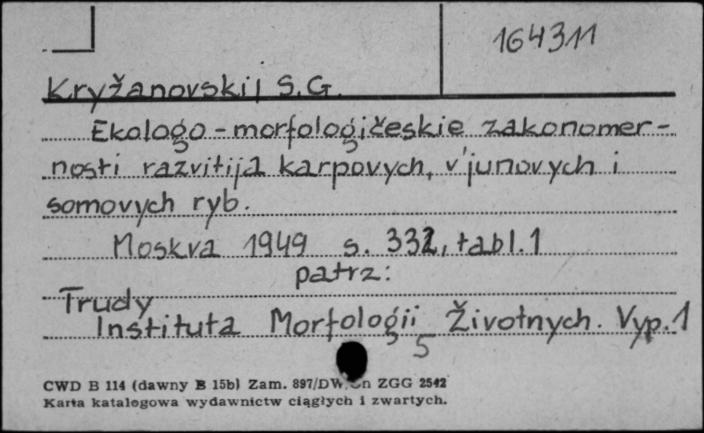 164311
Kryžanovskij S.G.
Ekologo-morfologičeskie zakonomer-
nosti razvitija karpovych, v'junovych i
somovych ryb.
Moskva 1949 s. 332, tabl.1
patrz:
Trudy
Instituta Morfologii Životnych. Vyp.1
5
CWD B 114 (dawny B 15b) Zam. 897/DW ZGG 2542
Karta katalogowa wydawnictw ciągłych i zwartych.